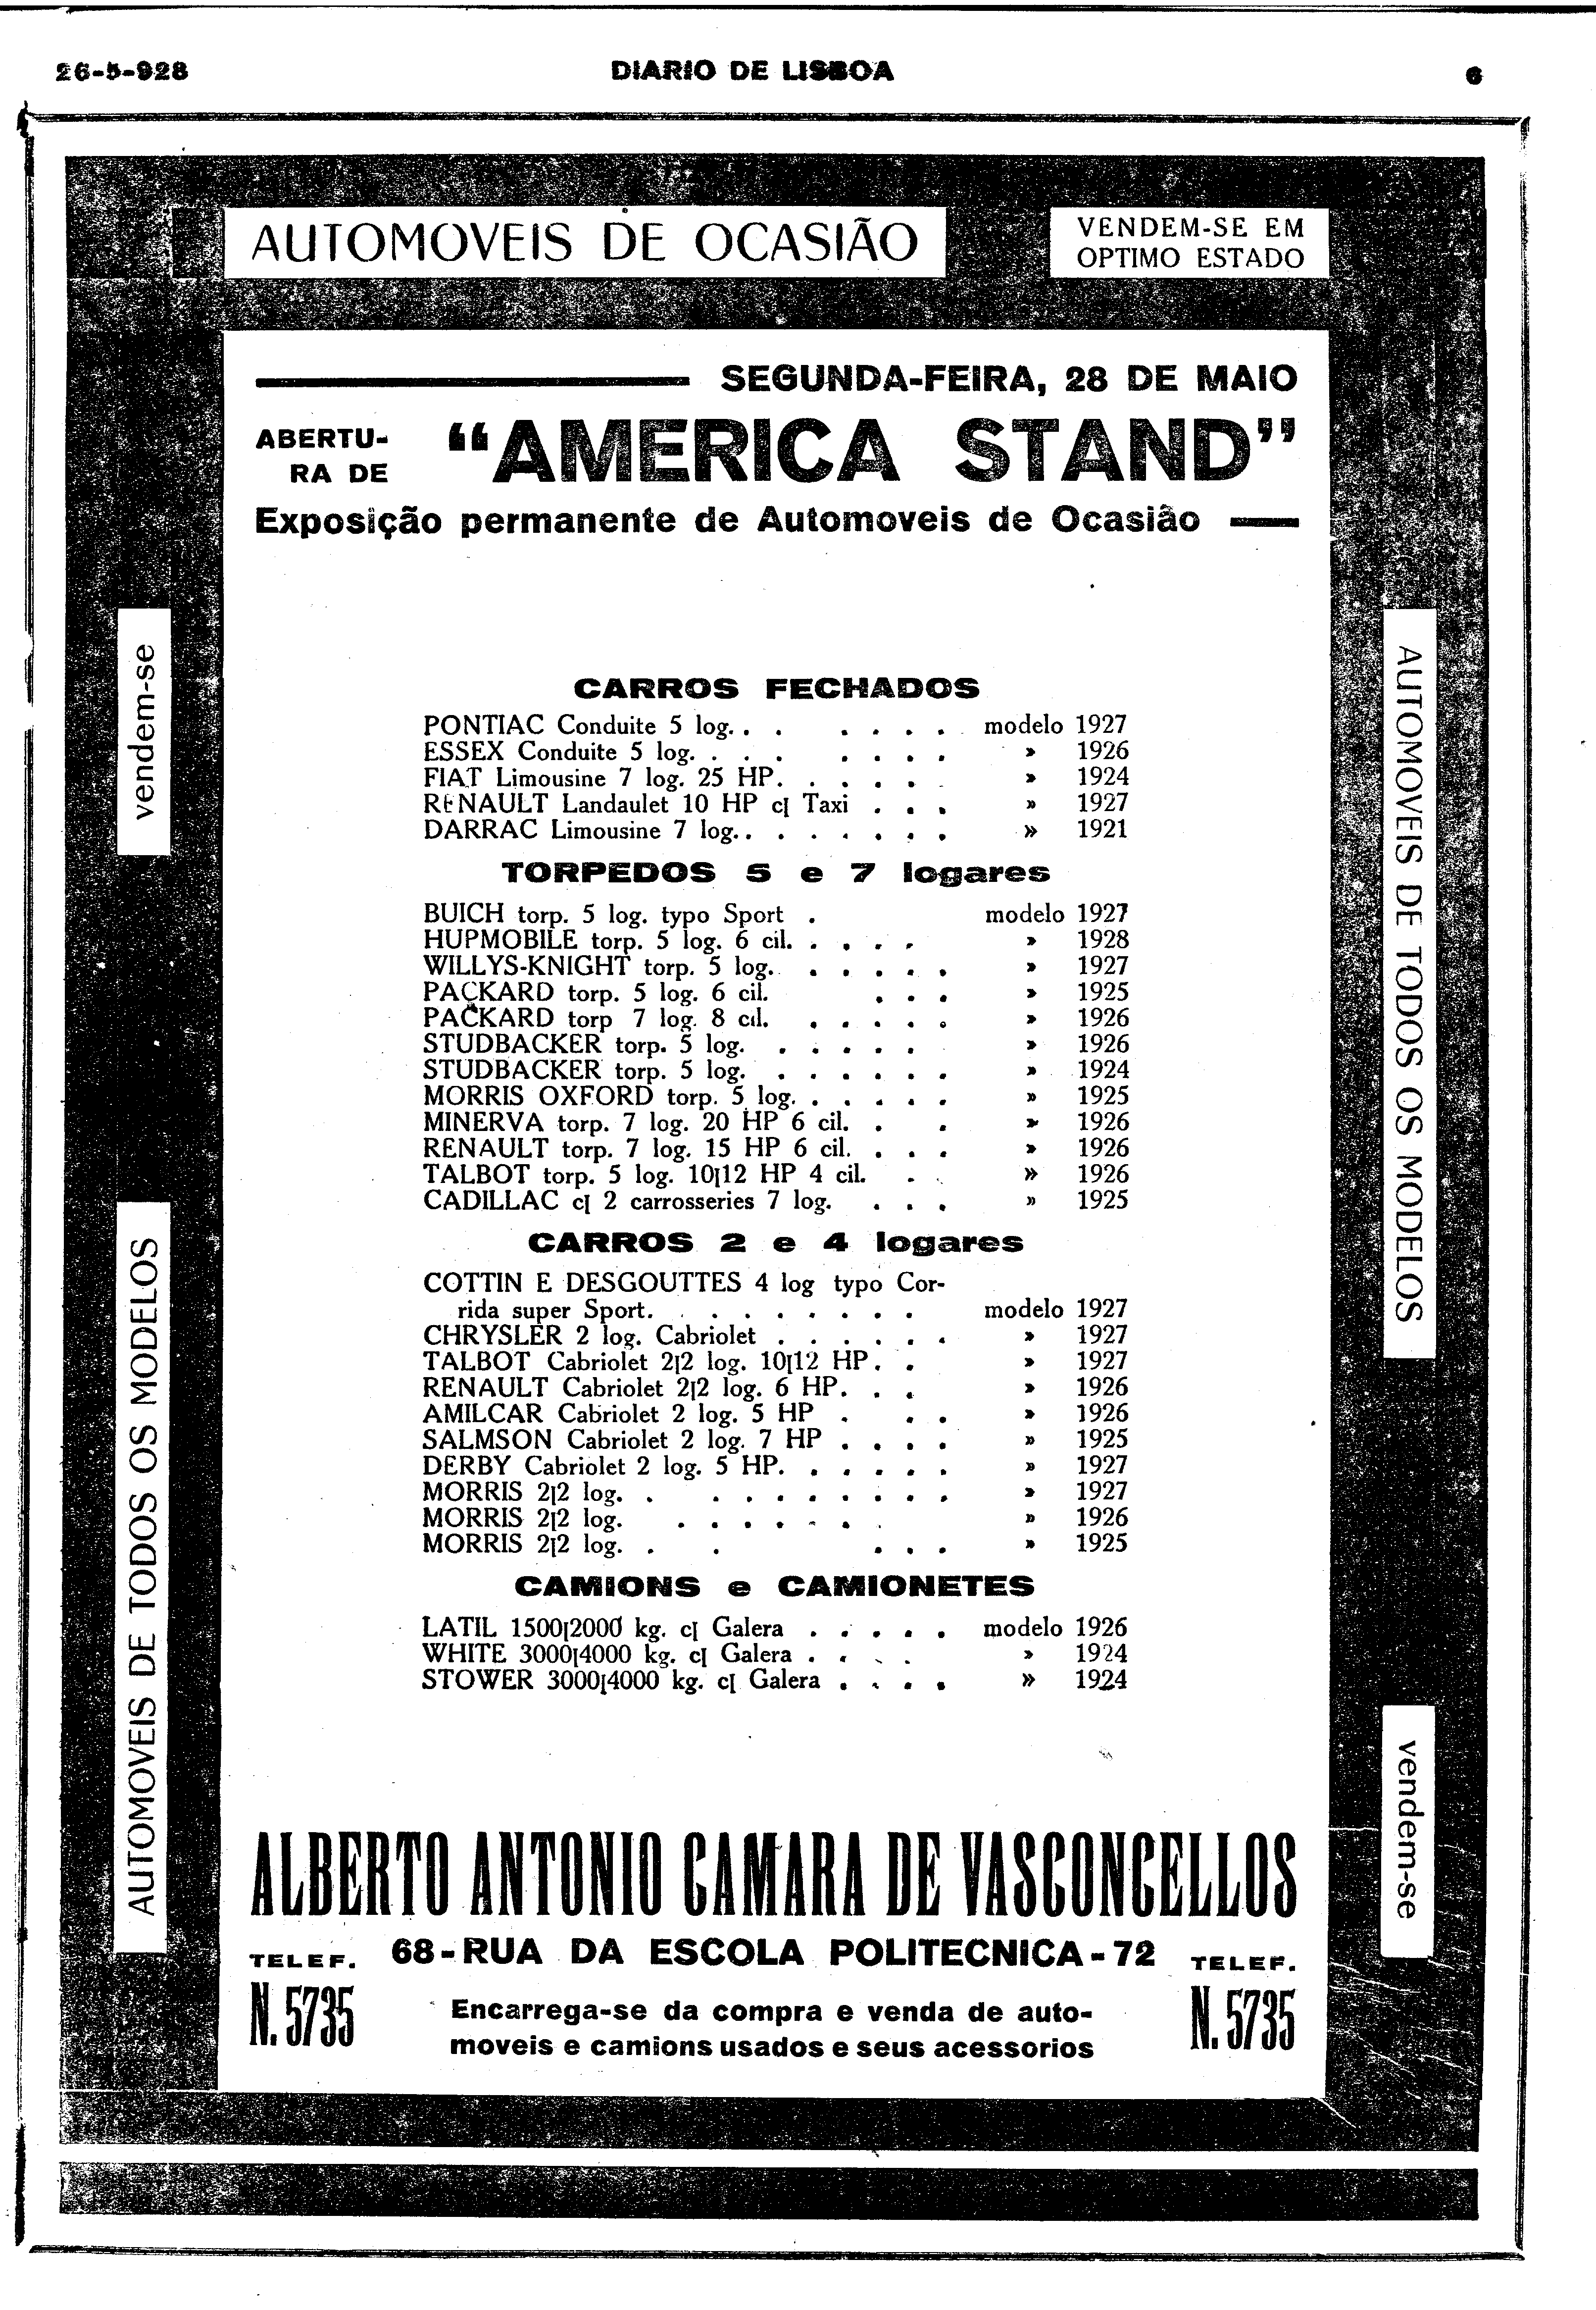 26-5-928
DIARIO DE LISBOA
6
AUTOMOVEIS DE OCASIÃO
VENDEM-SE EM
OPTIMO ESTADO
SEGUNDA-FEIRA, 28 DE MAIO
ABERTU-
RA DE
“AMERICA STAND”
Exposição permanente de Automoveis de Ocasião
vendem-se
AUTOMOVEIS DE TODOS OS MODELOS
CARROS FECHADOS
PONTIAC Conduite 5 log. . . . . . . modelo 1927
ESSEX Conduite 5 log. . . . . . . . » 1926
FIAT Limousine 7 log. 25 HP. . . . . . » 1924
RENAULT Landaulet 10 HP c[ Taxi . . . » 1927
DARRAC Limousine 7 log. . . . . . . . » 1921
TORPEDOS 5 e 7 logares
BUICH torp. 5 log. typo Sport . modelo 1927
HUPMOBILE torp. 5 log. 6 cil. . . . . » 1928
WILLYS-KNIGHT torp. 5 log. . . . . . » 1927
PACKARD torp. 5 log. 6 cil. . . . » 1925
PACKARD torp 7 log. 8 cil. . . . . . » 1926
STUDBACKER torp. 5 log. . . . . . » 1926
STUDBACKER torp. 5 log. . . . . . . » 1924
MORRIS OXFORD torp. 5 log. . . . . . » 1925
MINERVA torp. 7 log. 20 HP 6 cil. . . » 1926
RENAULT torp. 7 log. 15 HP 6 cil. . . . » 1926
TALBOT torp. 5 log. 10[12 HP 4 cil. . . » 1926
CADILLAC c[ 2 carrosseries 7 log. . . . » 1925
CARROS 2 e 4 logares
COTTIN E DESGOUTTES 4 log typo Cor-
rida super Sport. . . . . . . . . modelo 1927
CHRYSLER 2 log. Cabriolet . . . . . . » 1927
TALBOT Cabriolet 2[2 log. 10[12 HP. . » 1927
RENAULT Cabriolet 2[2 log. 6 HP. . . » 1926
AMILCAR Cabriolet 2 log. 5 HP . . . » 1926
SALMSON Cabriolet 2 log. 7 HP . . . . » 1925
DERBY Cabriolet 2 log. 5 HP. . . . . . » 1927
MORRIS 2[2 log. . . . . . . . . . » 1927
MORRIS 2[2 log. . . . . . . . » 1926
MORRIS 2[2 log. . . . . . » 1925
CAMIONS e CAMIONETES
LATIL 1500[2000 kg. c[ Galera . . . . . modelo 1926
WHITE 3000[4000 kg. c[ Galera . . . . » 1924
STOWER 3000[4000 kg. c[ Galera . . . . » 1924
AUTOMOVEIS DE TODOS OS MODELOS
vendem-se
ALBERTO ANTONIO CAMARA DE VASCONCELLOS
TELEF. 68-RUA DA ESCOLA POLITECNICA-72 TELEF.
N. 5735
Encarrega-se da compra e venda de auto-
moveis e camions usados e seus acessorios
N. 5735